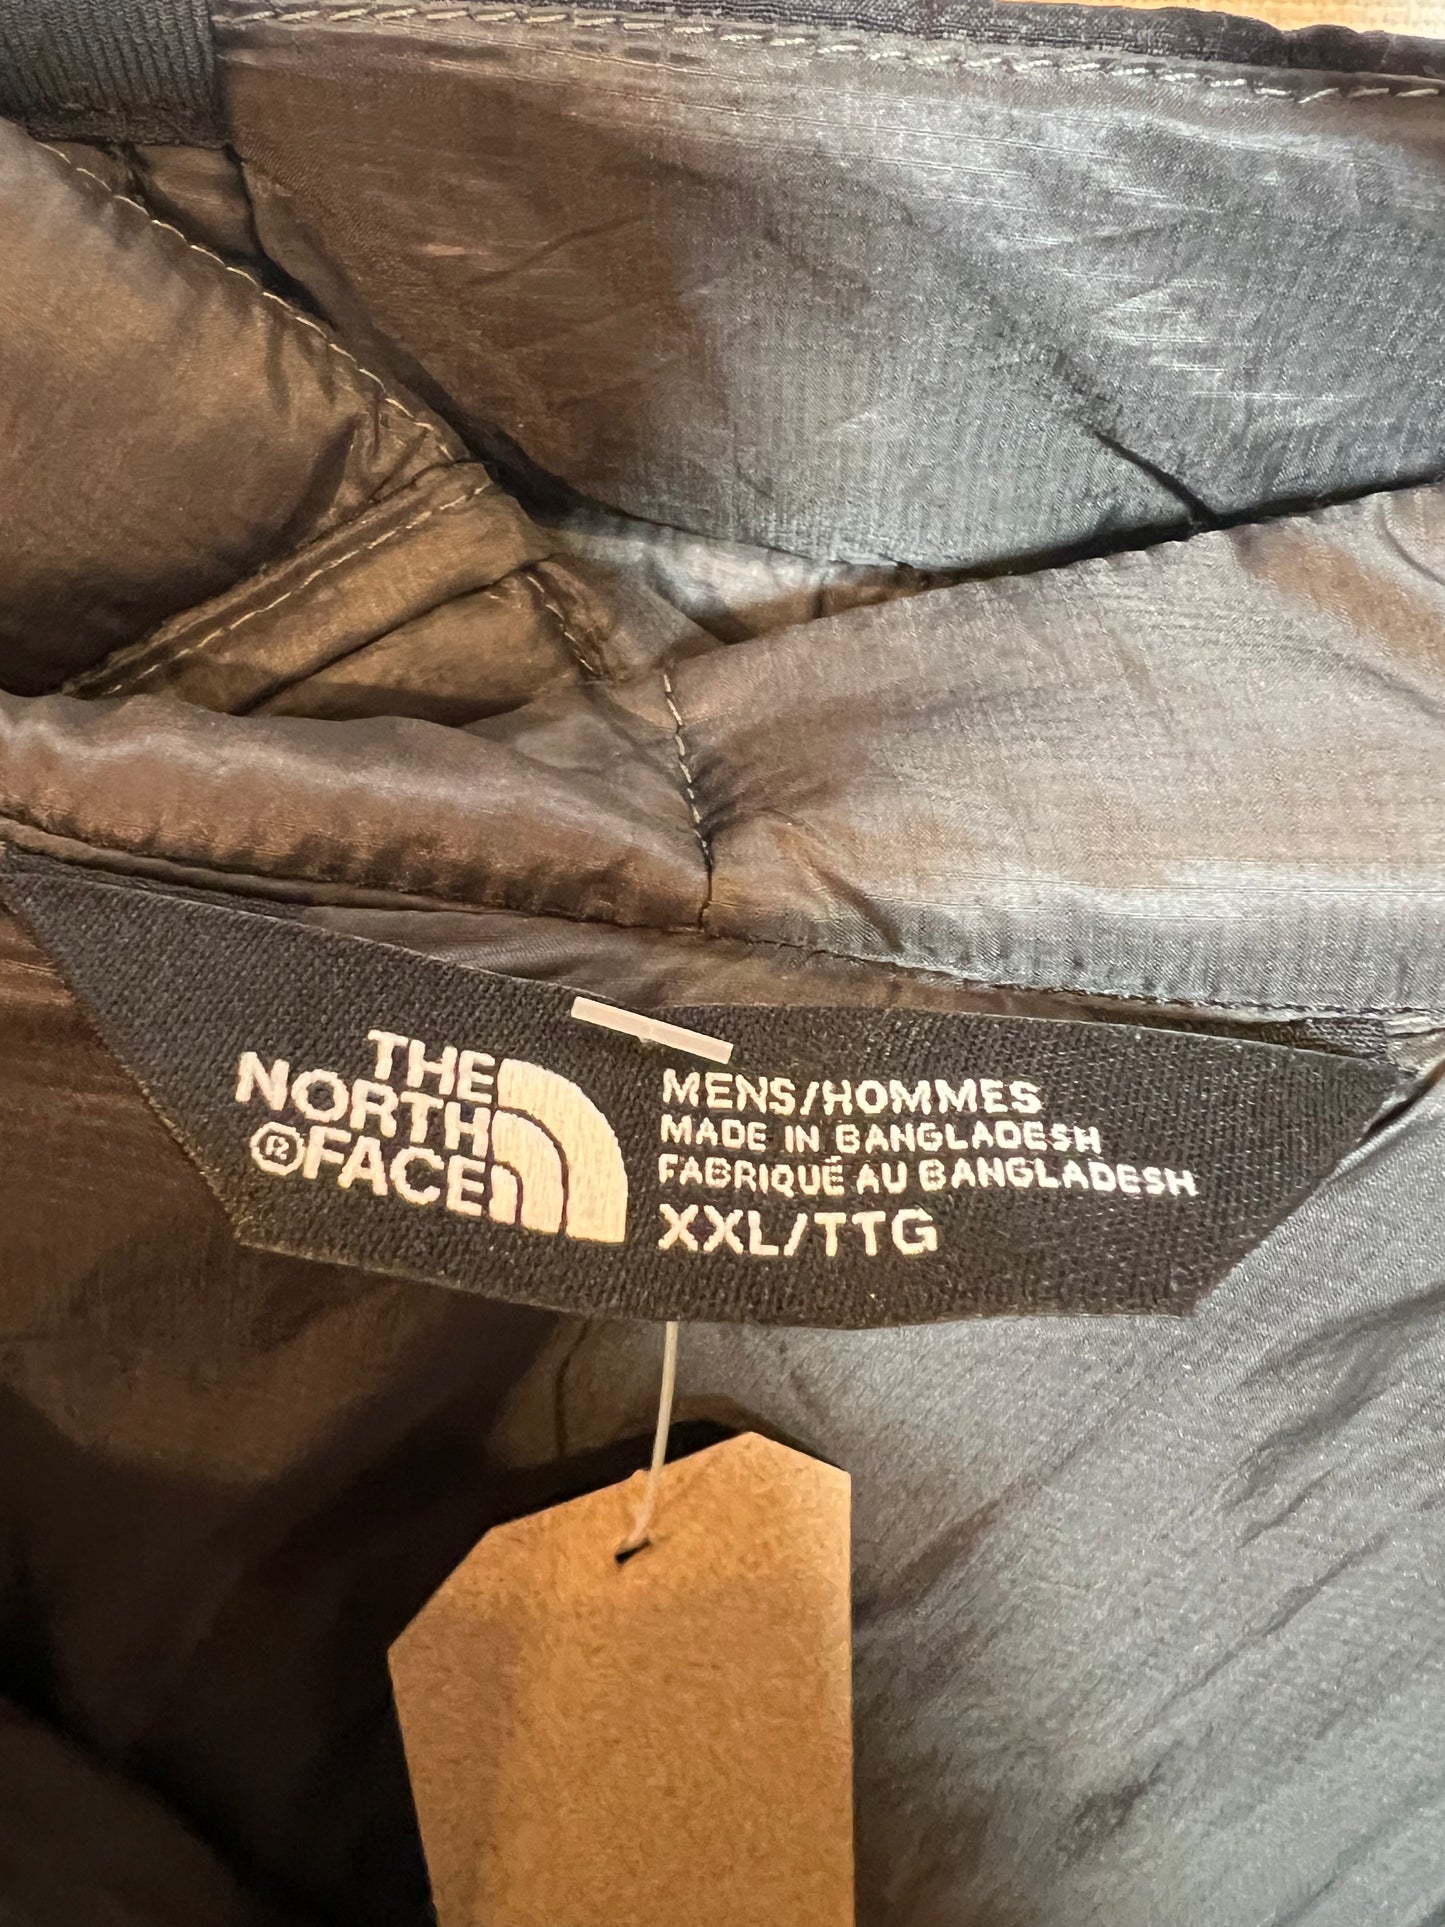 THE
NORTH
®FACE
MENS/HOMMES
MADE IN BANGLADESH
FABRIQUÉ AU BANGLADESH
XXL/TTG